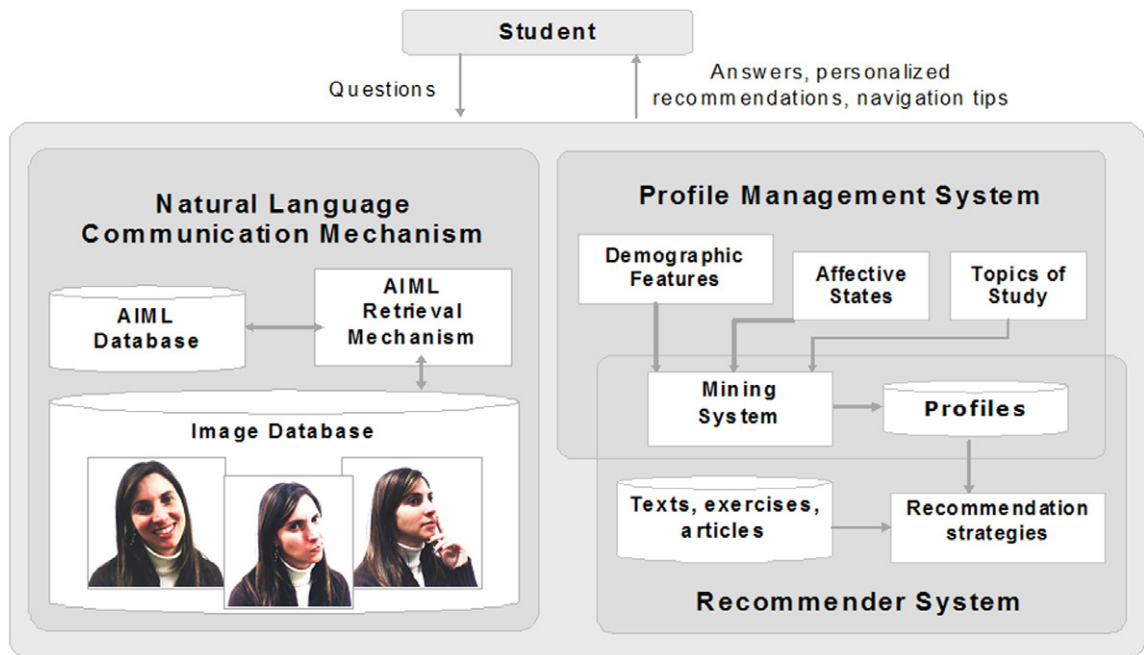 Student
Questions
Answers, personalized
recommendations, navigation tips
Natural Language
Communication Mechanism
AIML
Database
AIML
Retrieval
Mechanism
Image Database
Profile Management System
Demographic
Features
Affective
States
Topics of
Study
Mining
System
Profiles
Texts, exercises,
articles
Recommendation
strategies
Recommender System